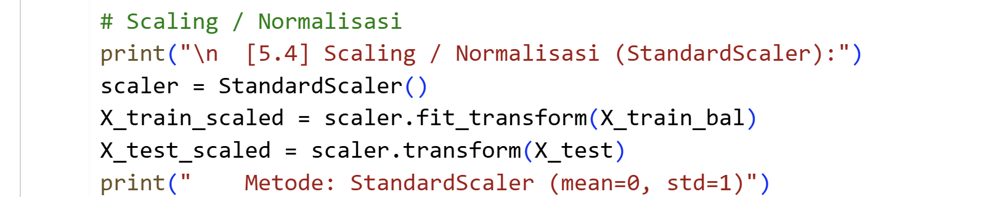 # Scaling / Normalisasi
print("\n  [5.4] Scaling / Normalisasi (StandardScaler):")
scaler = StandardScaler()
X_train_scaled = scaler.fit_transform(X_train_bal)
X_test_scaled = scaler.transform(X_test)
print("    Metode: StandardScaler (mean=0, std=1)")